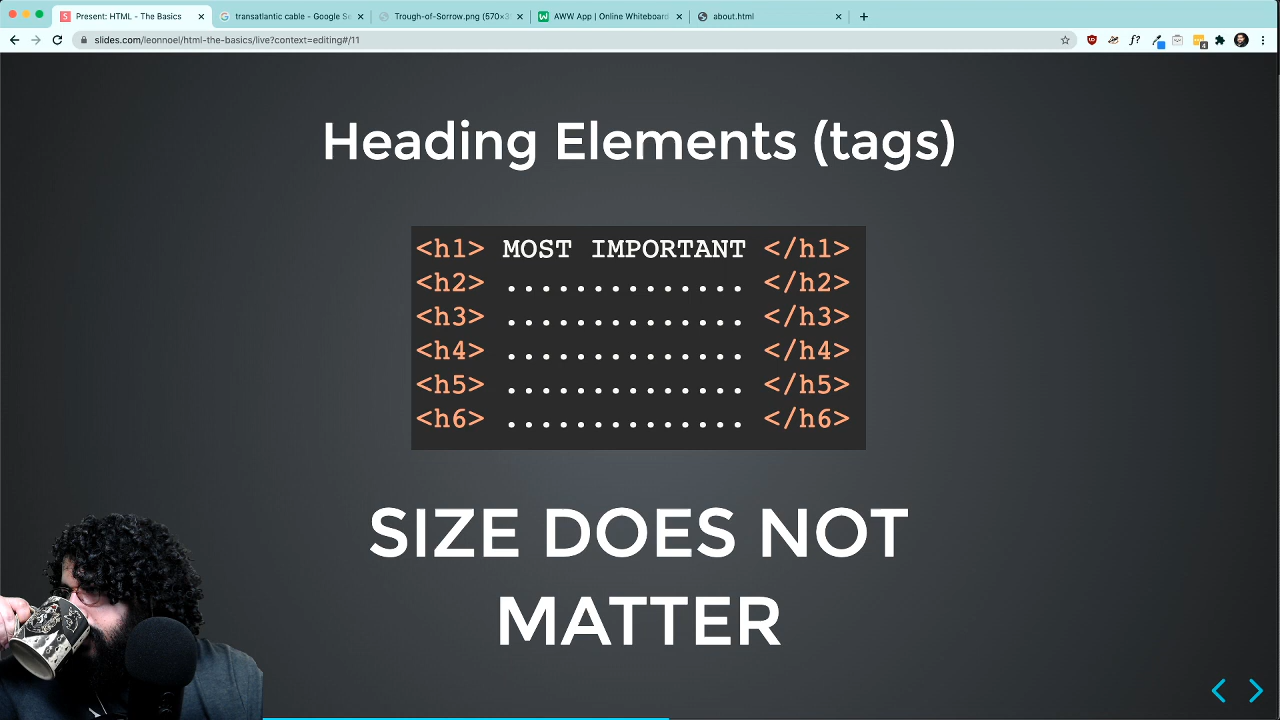 Present: HTML - The Basics
transatlantic cable - Google Se
Trough-of-Sorrow.png (570×3
AWW App | Online Whiteboard
about.html
slides.com/leonnoel/html-the-basics/live?context=editing#/11
Heading Elements (tags)
<h1> MOST IMPORTANT </h1>
<h2> .............. </h2>
<h3> .............. </h3>
<h4> .............. </h4>
<h5> .............. </h5>
<h6> .............. </h6>
SIZE DOES NOT
MATTER